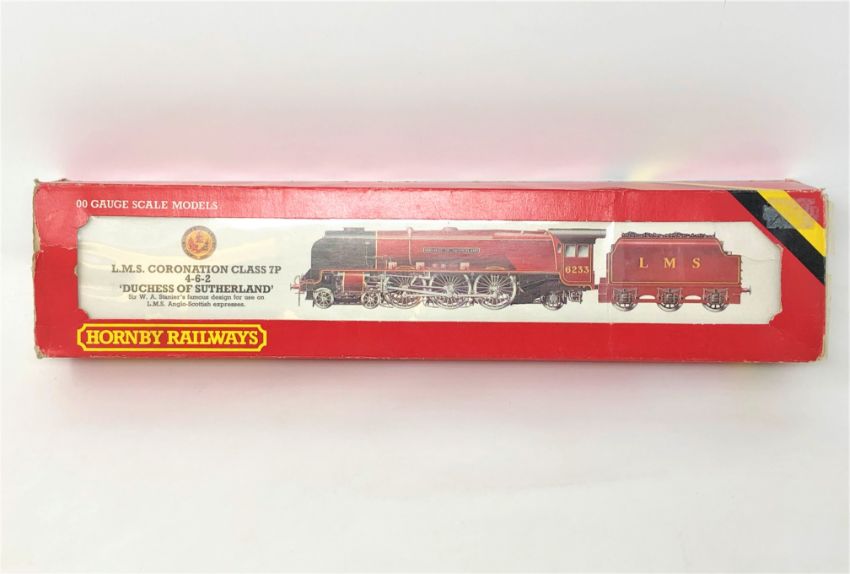 00 GAUGE SCALE MODELS
L.M.S. CORONATION CLASS 7P
4-6-2
'DUCHESS OF SUTHERLAND'
Sir W. A. Stanier's famous design for use on
L.M.S. Anglo-Scottish expresses.
6233
L M S
HORNBY RAILWAYS